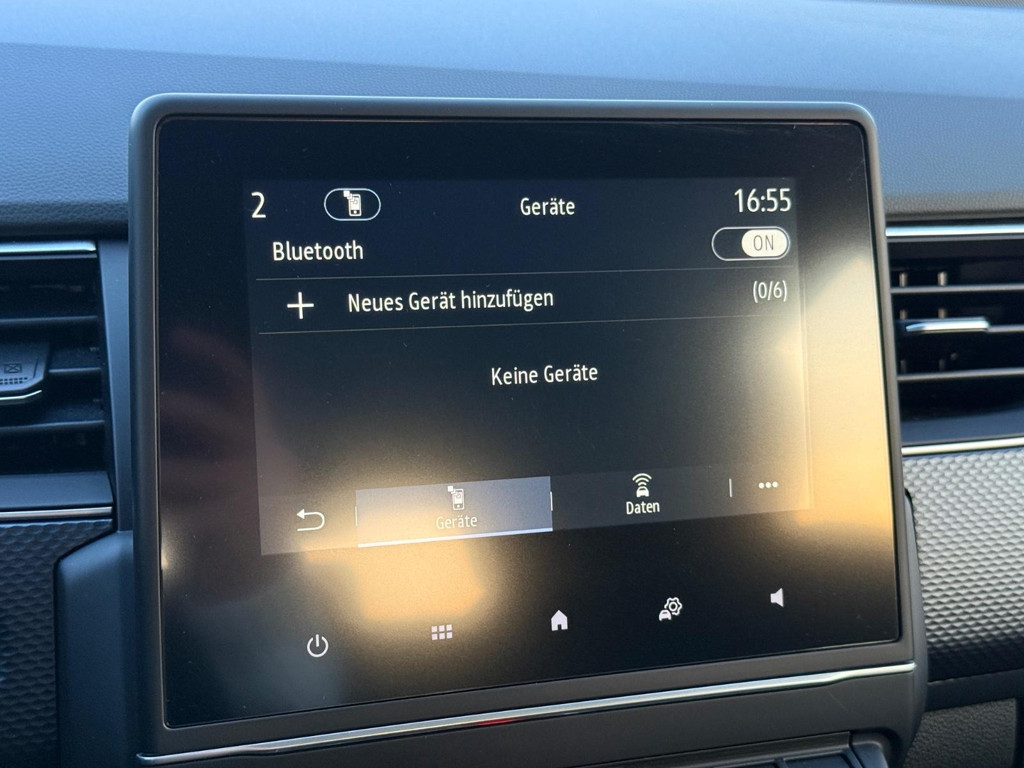 2 Geräte 16:55
Bluetooth ON
Neues Gerät hinzufügen (0/6)
Keine Geräte
Geräte Daten